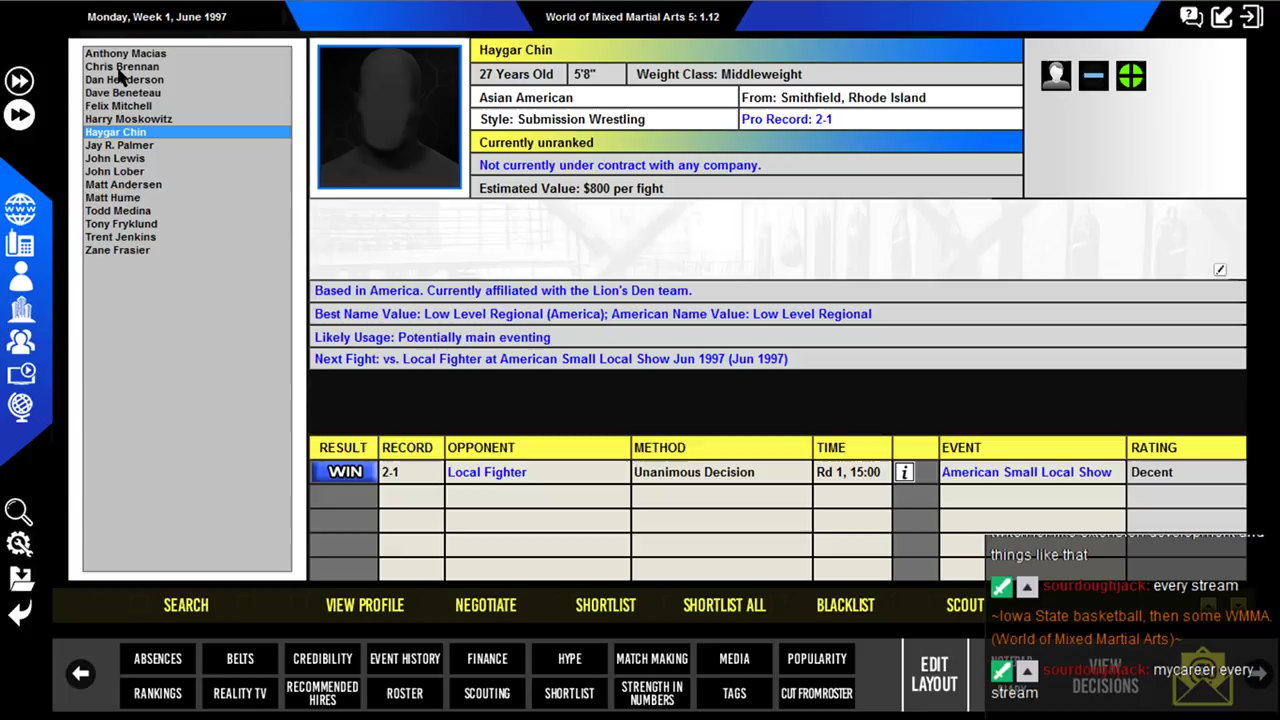 Monday, Week 1, June 1997
World of Mixed Martial Arts 5: 1.12
Anthony Macias
Chris Brennan
Dan Henderson
Dave Beneteau
Felix Mitchell
Harry Moskowitz
Haygar Chin
Jay R. Palmer
John Lewis
John Lober
Matt Andersen
Matt Hume
Todd Medina
Tony Fryklund
Trent Jenkins
Zane Frasier
Haygar Chin
27 Years Old 5'8" Weight Class: Middleweight
Asian American From: Smithfield, Rhode Island
Style: Submission Wrestling Pro Record: 2-1
Currently unranked
Not currently under contract with any company.
Estimated Value: $800 per fight
Based in America. Currently affiliated with the Lion's Den team.
Best Name Value: Low Level Regional (America); American Name Value: Low Level Regional
Likely Usage: Potentially main eventing
Next Fight: vs. Local Fighter at American Small Local Show Jun 1997 (Jun 1997)
RESULT RECORD OPPONENT METHOD TIME EVENT RATING
WIN 2-1 Local Fighter Unanimous Decision Rd 1, 15:00 i American Small Local Show Decent
things like that
sourdoughjack: every stream
~Iowa State basketball, then some WMMA.
(World of Mixed Martial Arts)~
sourdoughjack: mycareer every
stream
SEARCH VIEW PROFILE NEGOTIATE SHORTLIST SHORTLIST ALL BLACKLIST SCOUT
ABSENCES BELTS CREDIBILITY EVENT HISTORY FINANCE HYPE MATCH MAKING MEDIA POPULARITY
RANKINGS REALITY TV RECOMMENDED HIRES ROSTER SCOUTING SHORTLIST STRENGTH IN NUMBERS TAGS CUT FROM ROSTER
EDIT LAYOUT
VIEW DECISIONS